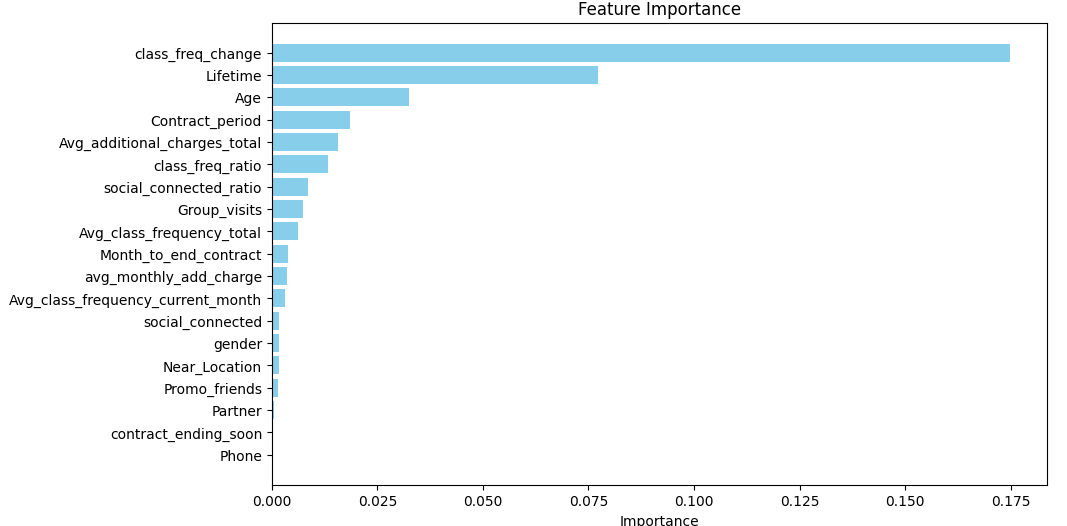 Feature Importance
class_freq_change
Lifetime
Age
Contract_period
Avg_additional_charges_total
class_freq_ratio
social_connected_ratio
Group_visits
Avg_class_frequency_total
Month_to_end_contract
avg_monthly_add_charge
Avg_class_frequency_current_month
social_connected
gender
Near_Location
Promo_friends
Partner
contract_ending_soon
Phone
0.000 0.025 0.050 0.075 0.100 0.125 0.150 0.175
Importance